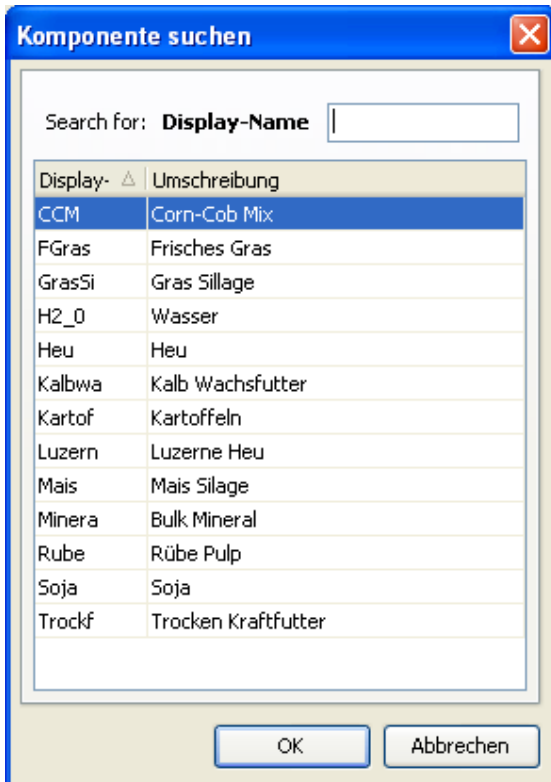 Komponente suchen
Search for: Display-Name
Display- Umschreibung
CCM Corn-Cob Mix
FGras Frisches Gras
GrasSi Gras Sillage
H2_0 Wasser
Heu Heu
Kalbwa Kalb Wachsfutter
Kartof Kartoffeln
Luzern Luzerne Heu
Mais Mais Silage
Minera Bulk Mineral
Rube Rübe Pulp
Soja Soja
Trockf Trocken Kraftfutter
OK Abbrechen